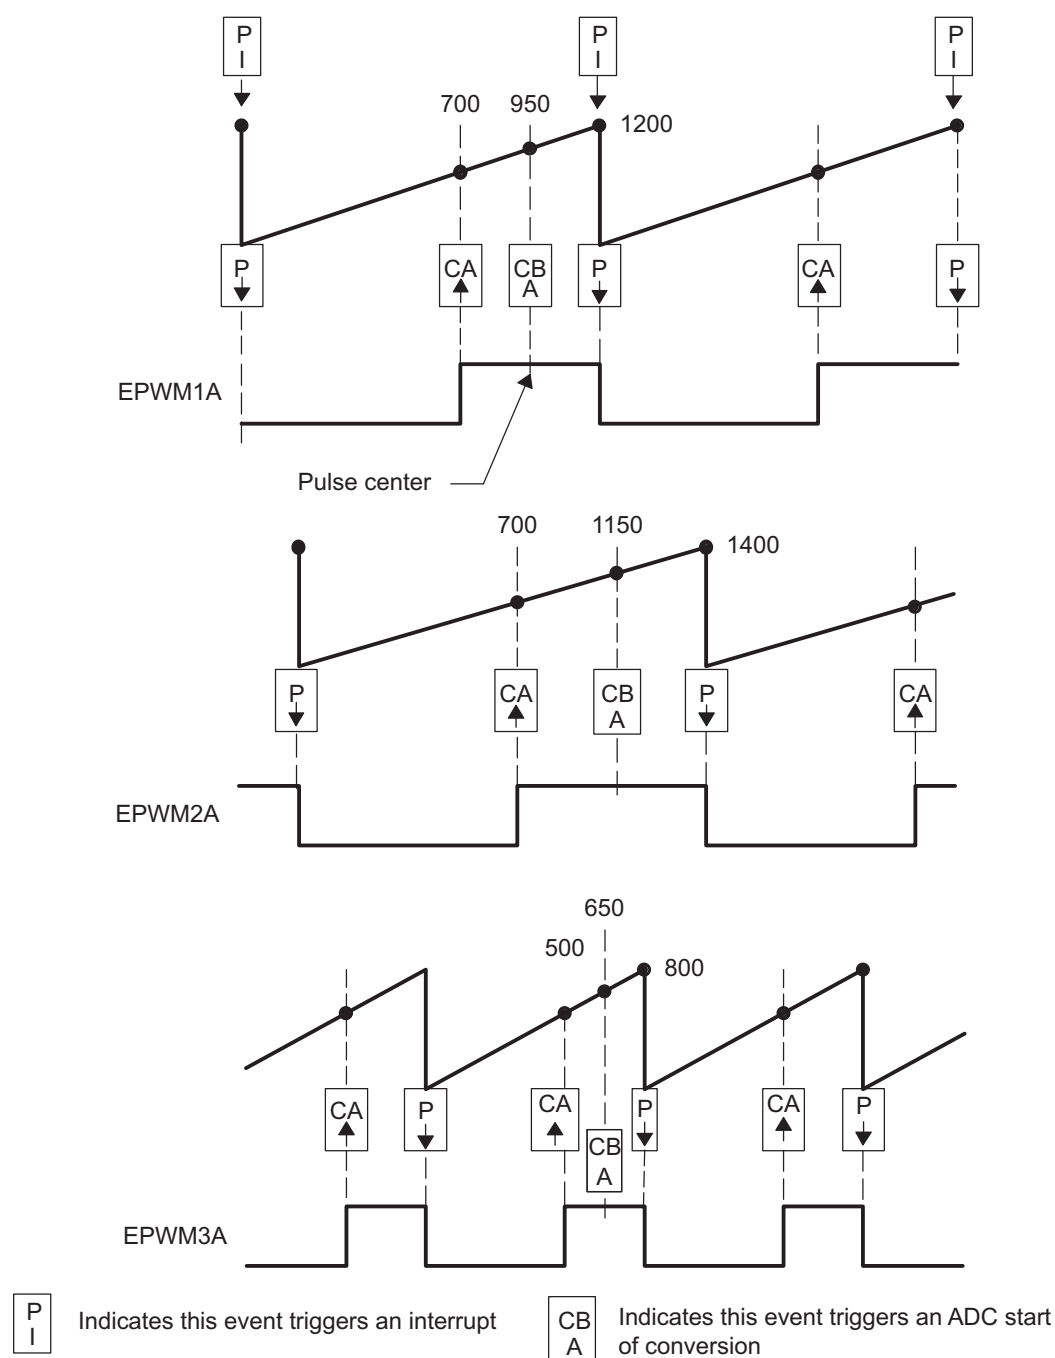 P
I
P
I
P
I
700 950
1200
P
CA
CB
A
P
CA
P
EPWM1A
Pulse center
700 1150
1400
P
CA
CB
A
P
CA
EPWM2A
650
500
800
CA
P
CA
CB
A
P
CA
P
EPWM3A
P
I
Indicates this event triggers an interrupt
CB
A
Indicates this event triggers an ADC start
of conversion